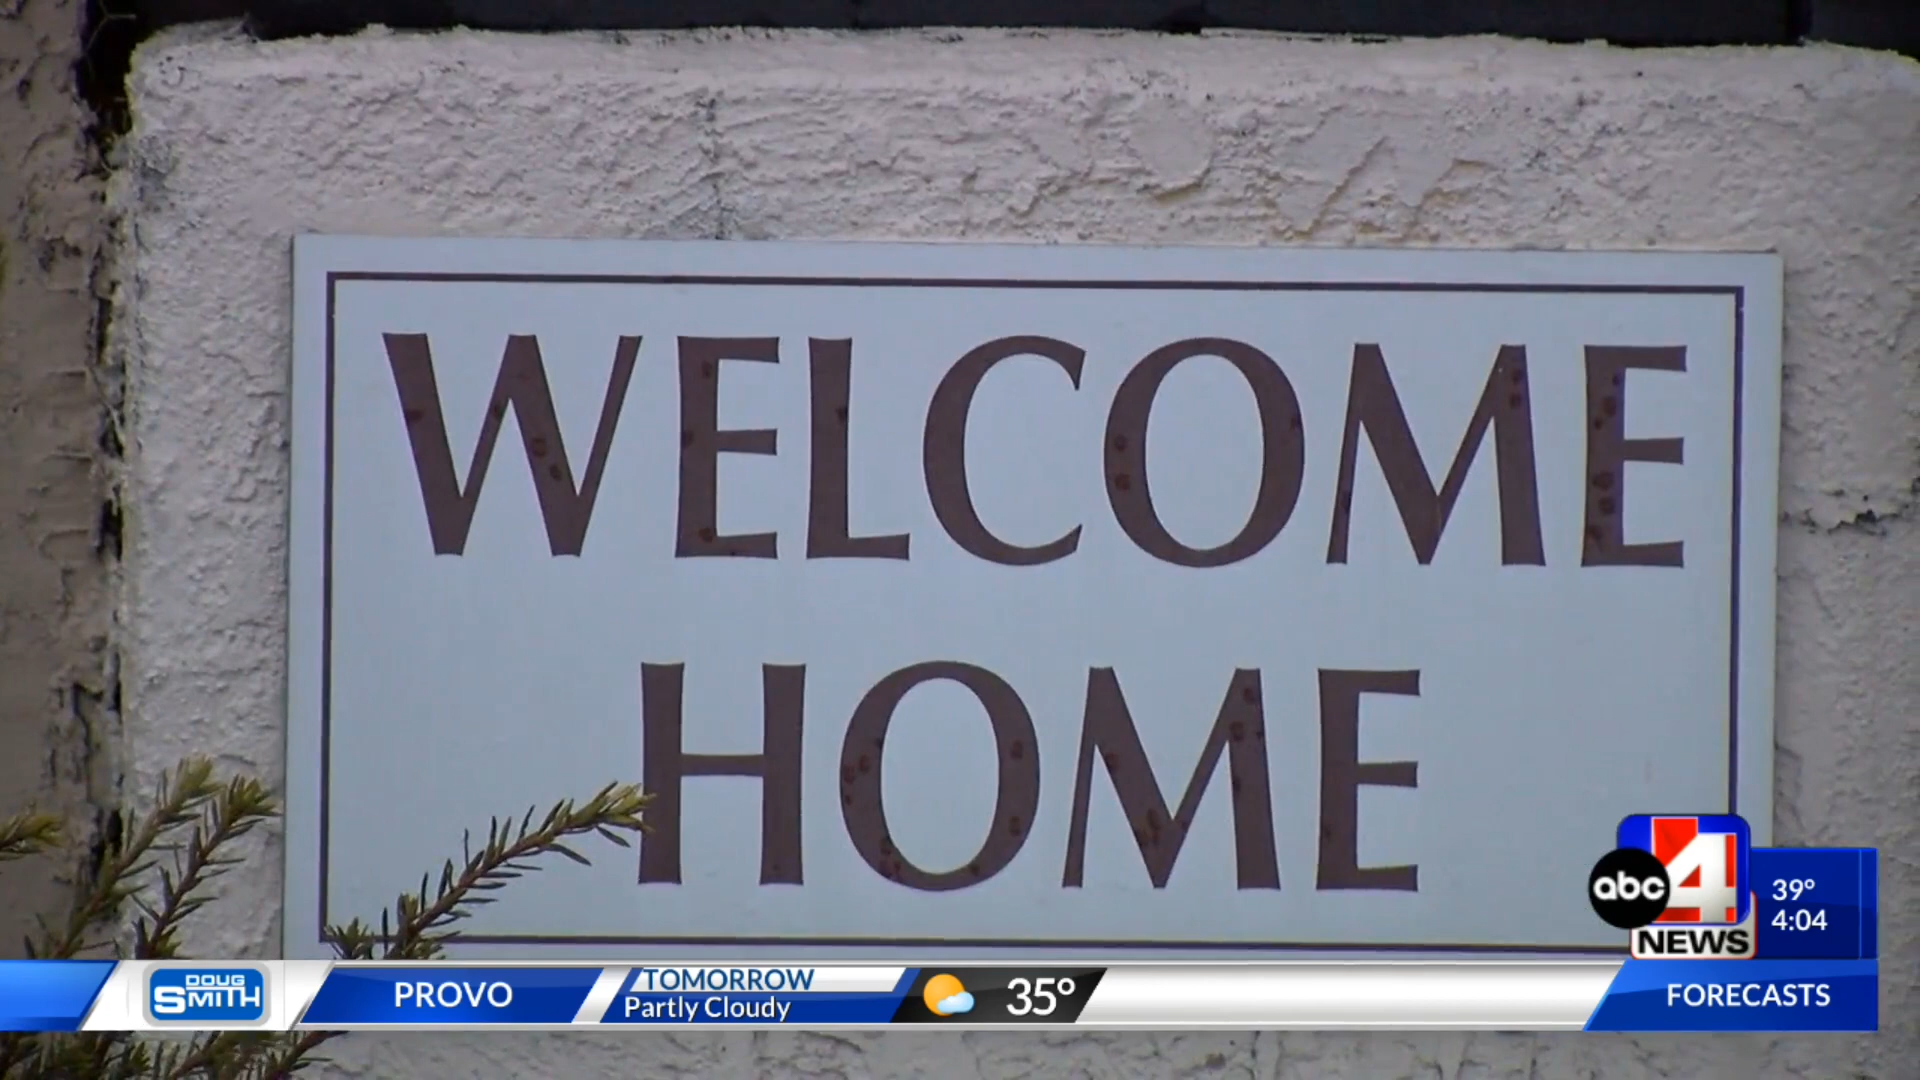 WELCOME
HOME
abc
4
NEWS
39°
4:04
DOUG
SMITH
PROVO
TOMORROW
Partly Cloudy
35°
FORECASTS